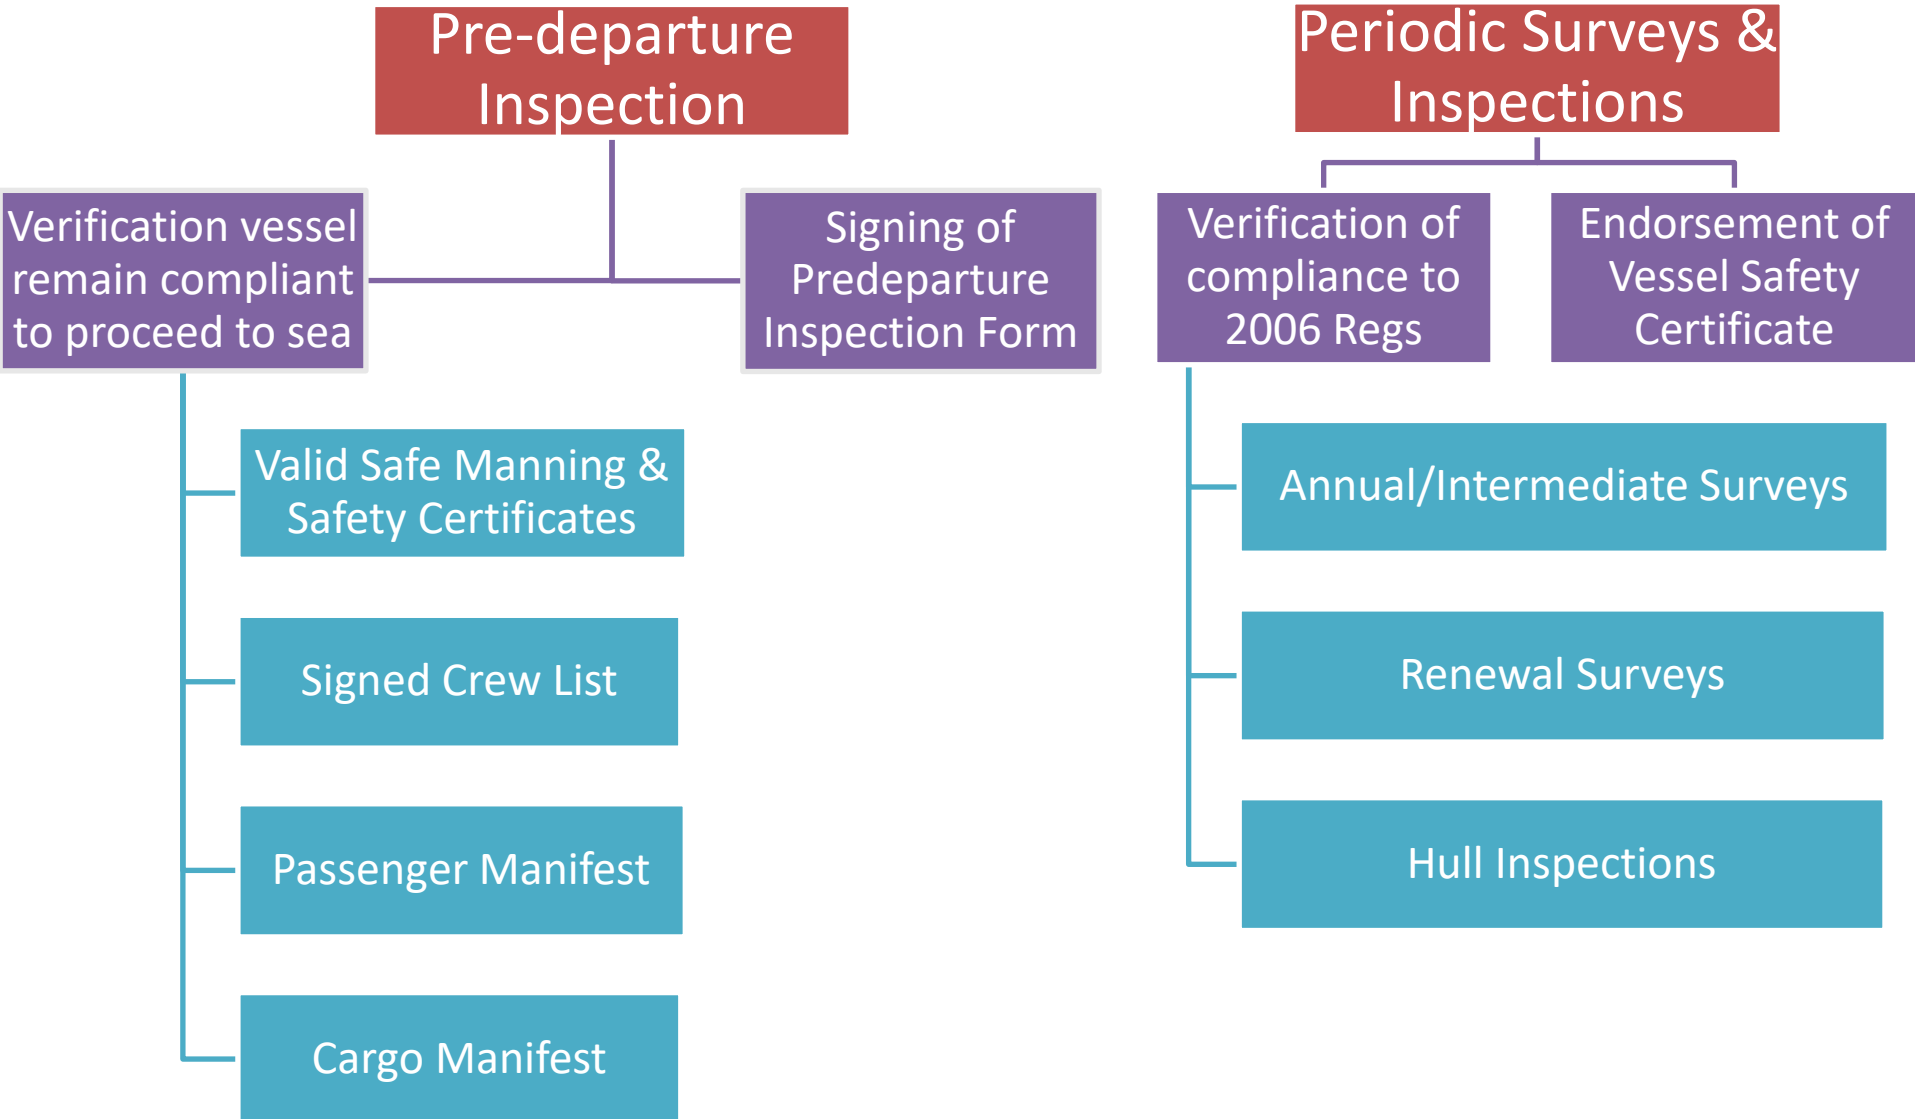 Pre-departure
Inspection
Verification vessel
remain compliant
to proceed to sea
Signing of
Predeparture
Inspection Form
Valid Safe Manning &
Safety Certificates
Signed Crew List
Passenger Manifest
Cargo Manifest
Periodic Surveys &
Inspections
Verification of
compliance to
2006 Regs
Endorsement of
Vessel Safety
Certificate
Annual/Intermediate Surveys
Renewal Surveys
Hull Inspections